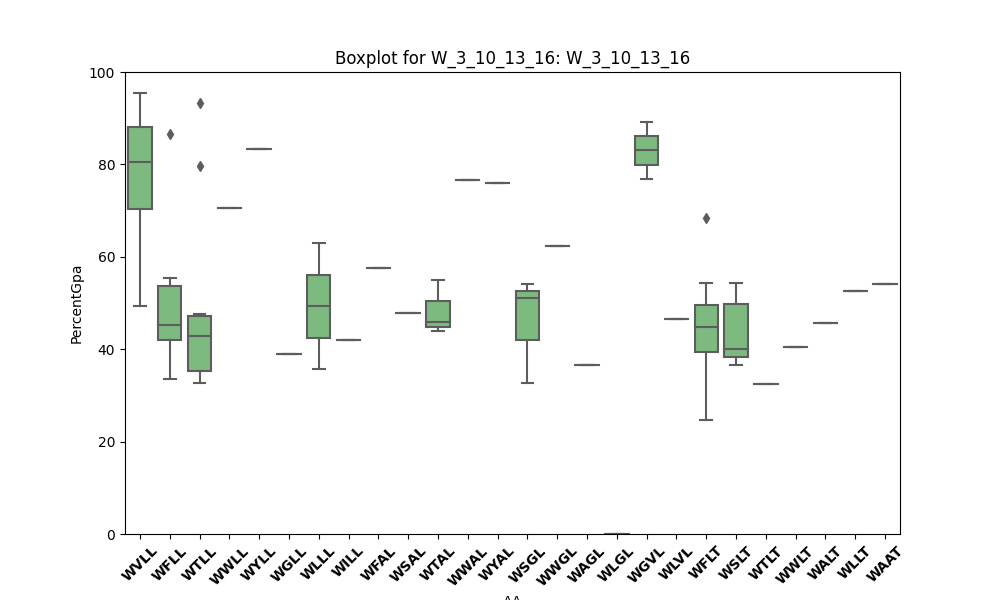 Boxplot for W_3_10_13_16: W_3_10_13_16
PercentGpa
100
80
60
40
20
0
WVLL WFLL WTLL WWLL WYLL WGLL WLLL WILL WFAL WSAL WTAL WWAL WYAL WSGL WWGL WAGL WLGL WGVL WLVL WFLT WSLT WTLT WWLT WALT WLLT WAAT
AA